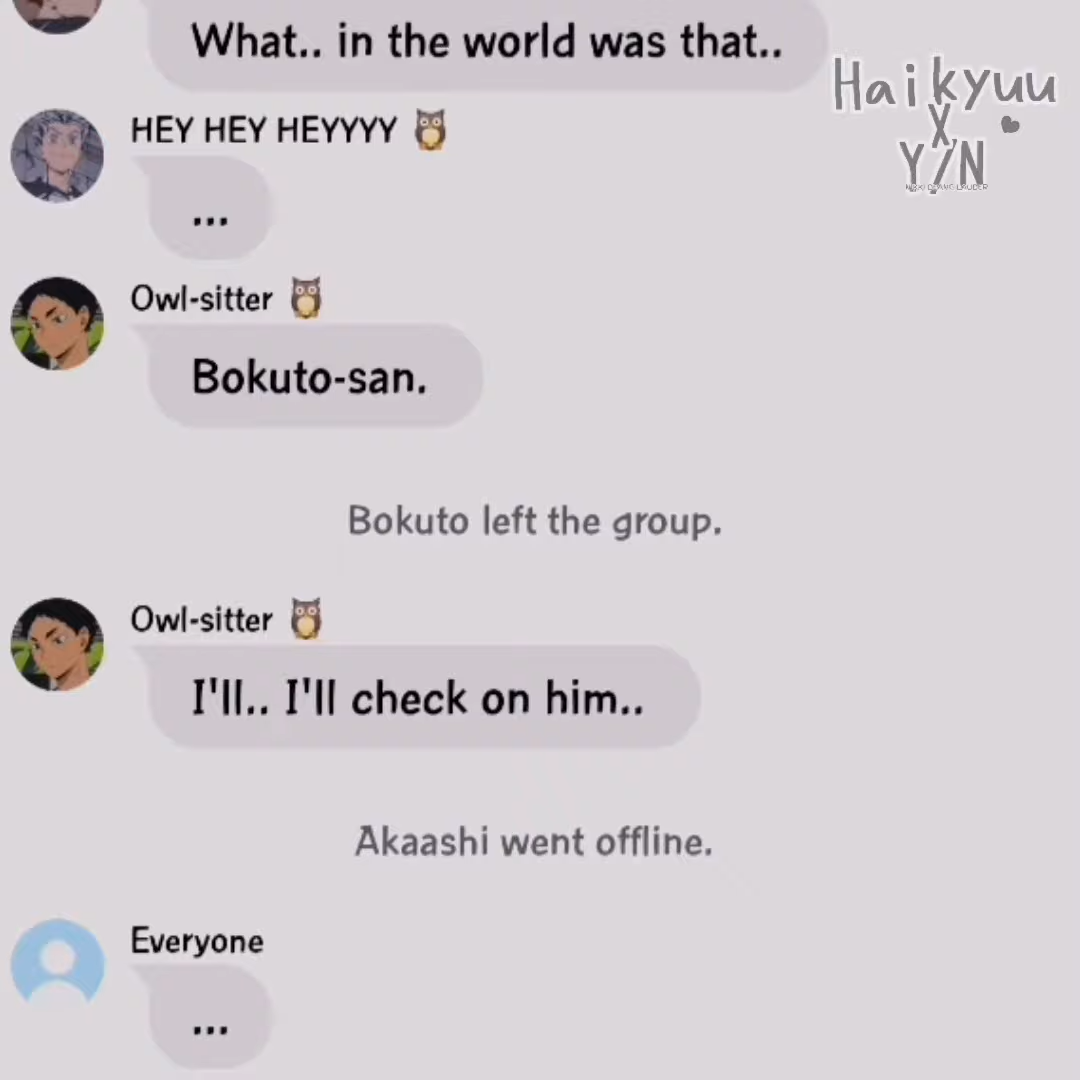 What.. in the world was that..
Haikyuu
X
Y/N
HEY HEY HEYYYY 🦉
...
Owl-sitter 🦉
Bokuto-san.
Bokuto left the group.
Owl-sitter 🦉
I'll.. I'll check on him..
Akaashi went offline.
Everyone
...